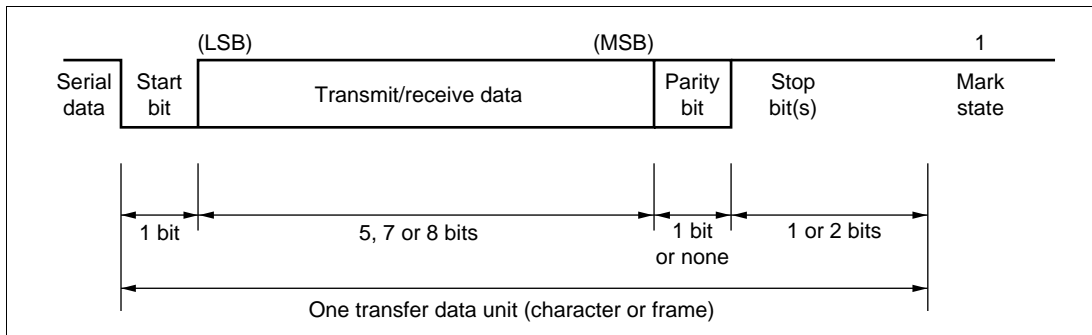 (LSB) (MSB) 1
Serial data
Start bit
Transmit/receive data
Parity bit
Stop bit(s)
Mark state
1 bit
5, 7 or 8 bits
1 bit or none
1 or 2 bits
One transfer data unit (character or frame)